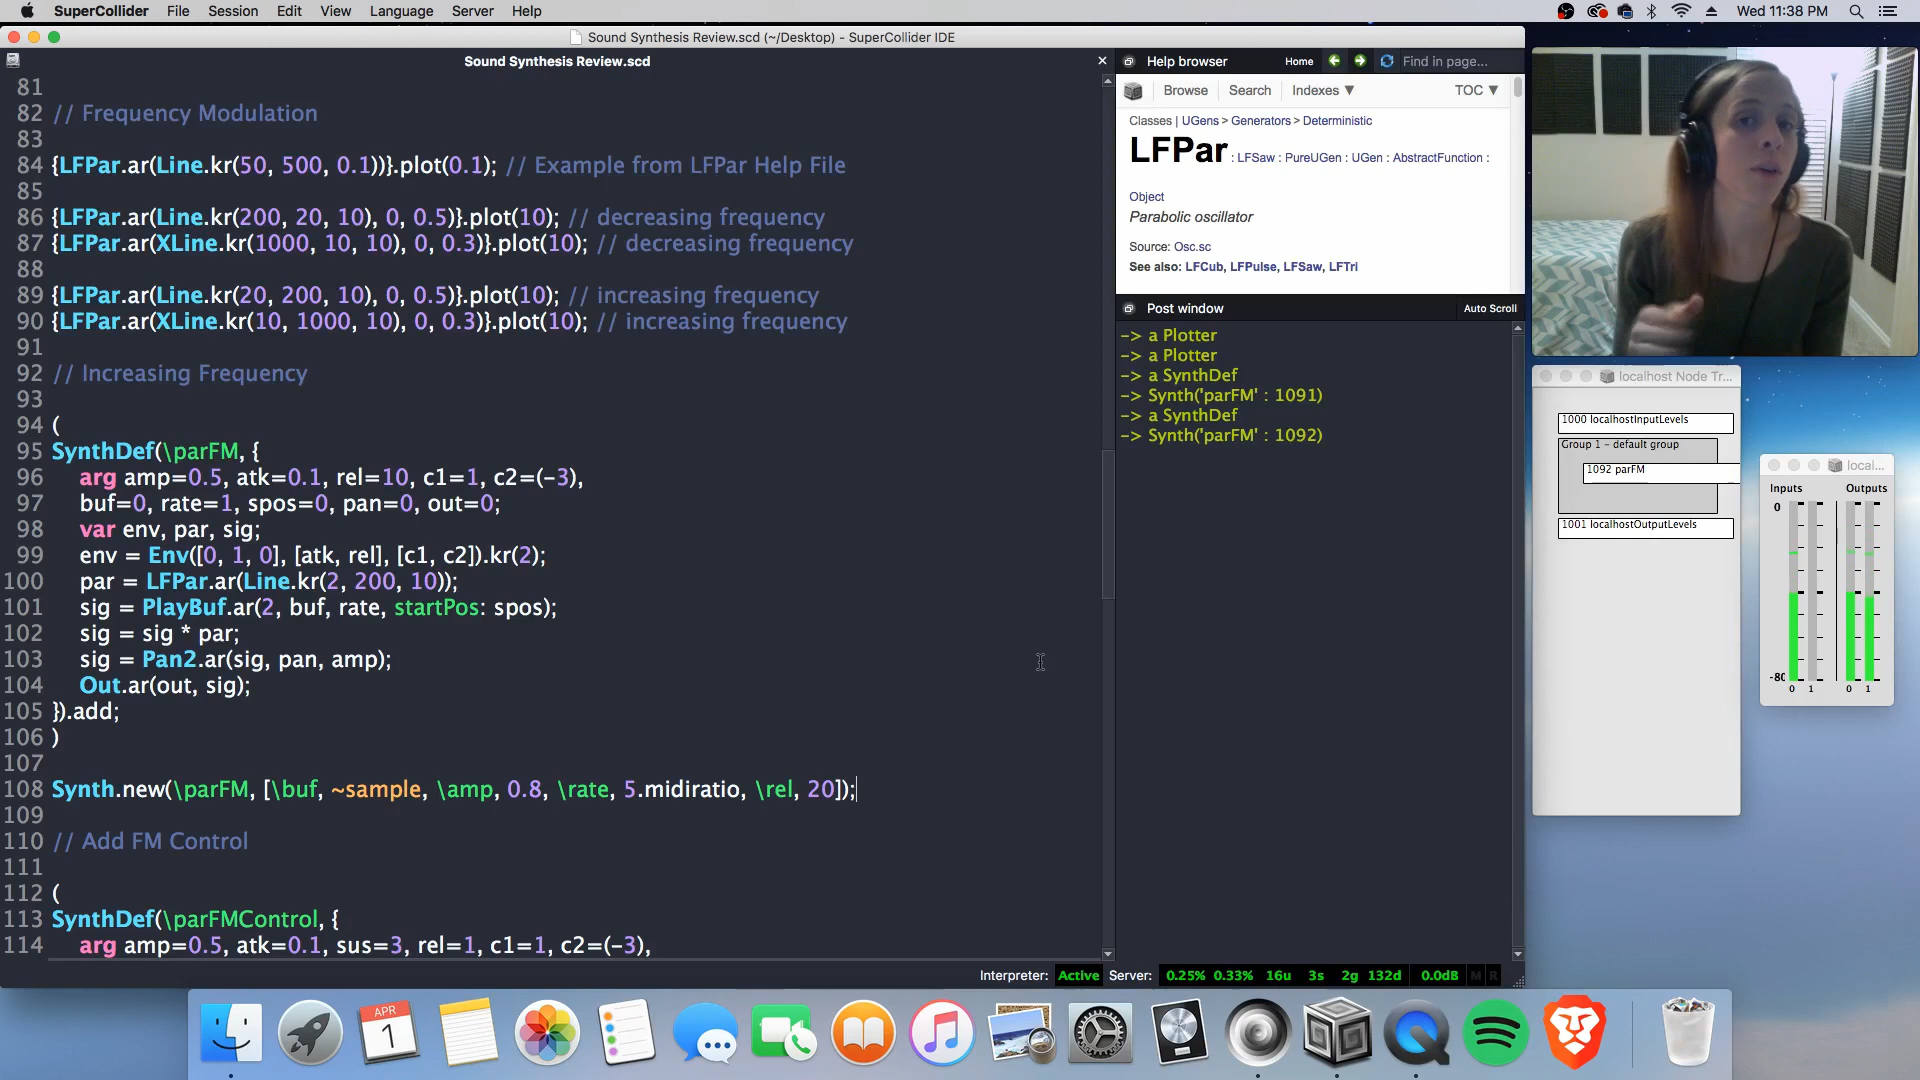 SuperCollider File Session Edit View Language Server Help
Wed 11:38 PM
Sound Synthesis Review.scd (~/Desktop) - SuperCollider IDE
Sound Synthesis Review.scd
81
82 // Frequency Modulation
83
84 {LFPar.ar(Line.kr(50, 500, 0.1))}.plot(0.1); // Example from LFPar Help File
85
86 {LFPar.ar(Line.kr(200, 20, 10), 0, 0.5)}.plot(10); // decreasing frequency
87 {LFPar.ar(XLine.kr(1000, 10, 10), 0, 0.3)}.plot(10); // decreasing frequency
88
89 {LFPar.ar(Line.kr(20, 200, 10), 0, 0.5)}.plot(10); // increasing frequency
90 {LFPar.ar(XLine.kr(10, 1000, 10), 0, 0.3)}.plot(10); // increasing frequency
91
92 // Increasing Frequency
93
94 (
95 SynthDef(\parFM, {
96 arg amp=0.5, atk=0.1, rel=10, c1=1, c2=(-3),
97 buf=0, rate=1, spos=0, pan=0, out=0;
98 var env, par, sig;
99 env = Env([0, 1, 0], [atk, rel], [c1, c2]).kr(2);
100 par = LFPar.ar(Line.kr(2, 200, 10));
101 sig = PlayBuf.ar(2, buf, rate, startPos: spos);
102 sig = sig * par;
103 sig = Pan2.ar(sig, pan, amp);
104 Out.ar(out, sig);
105 }).add;
106 )
107
108 Synth.new(\parFM, [\buf, ~sample, \amp, 0.8, \rate, 5.midiratio, \rel, 20]);
109
110 // Add FM Control
111
112 (
113 SynthDef(\parFMControl, {
114 arg amp=0.5, atk=0.1, sus=3, rel=1, c1=1, c2=(-3),
Help browser Home Find in page...
Browse Search Indexes ▼ TOC ▼
Classes | UGens > Generators > Deterministic
LFPar : LFSaw : PureUGen : UGen : AbstractFunction :
Object
Parabolic oscillator
Source: Osc.sc
See also: LFCub, LFPulse, LFSaw, LFTri
Post window Auto Scroll
-> a Plotter
-> a Plotter
-> a SynthDef
-> Synth('parFM' : 1091)
-> a SynthDef
-> Synth('parFM' : 1092)
Interpreter: Active Server: 0.25% 0.33% 16u 3s 2g 132d 0.0dB M R
localhost Node Tr...
1000 localhostInputLevels
Group 1 - default group
1092 parFM
1001 localhostOutputLevels
local...
Inputs Outputs
0
-80
0 1 0 1
APR
1